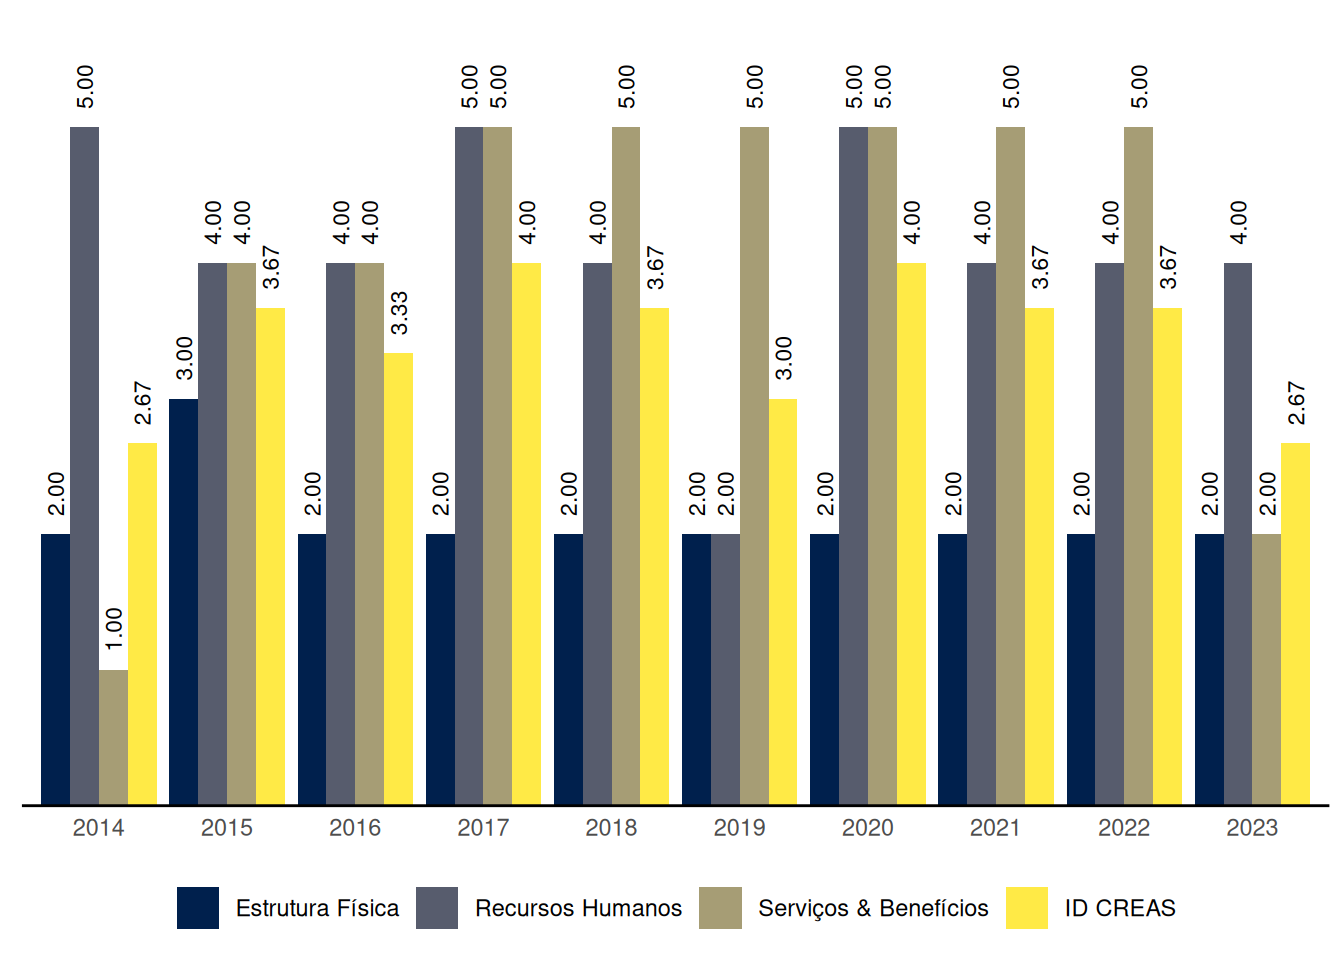 5.00 5.00 5.00 5.00 5.00 5.00 5.00 5.00 5.00
4.00 4.00 4.00 4.00 4.00 4.00 4.00 4.00 4.00 4.00
3.67 3.67 3.67 3.67
3.33
3.00 3.00
2.67 2.67
2.00 2.00 2.00 2.00 2.00 2.00 2.00 2.00 2.00 2.00 2.00
1.00
2014 2015 2016 2017 2018 2019 2020 2021 2022 2023
Estrutura Física Recursos Humanos Serviços & Benefícios ID CREAS